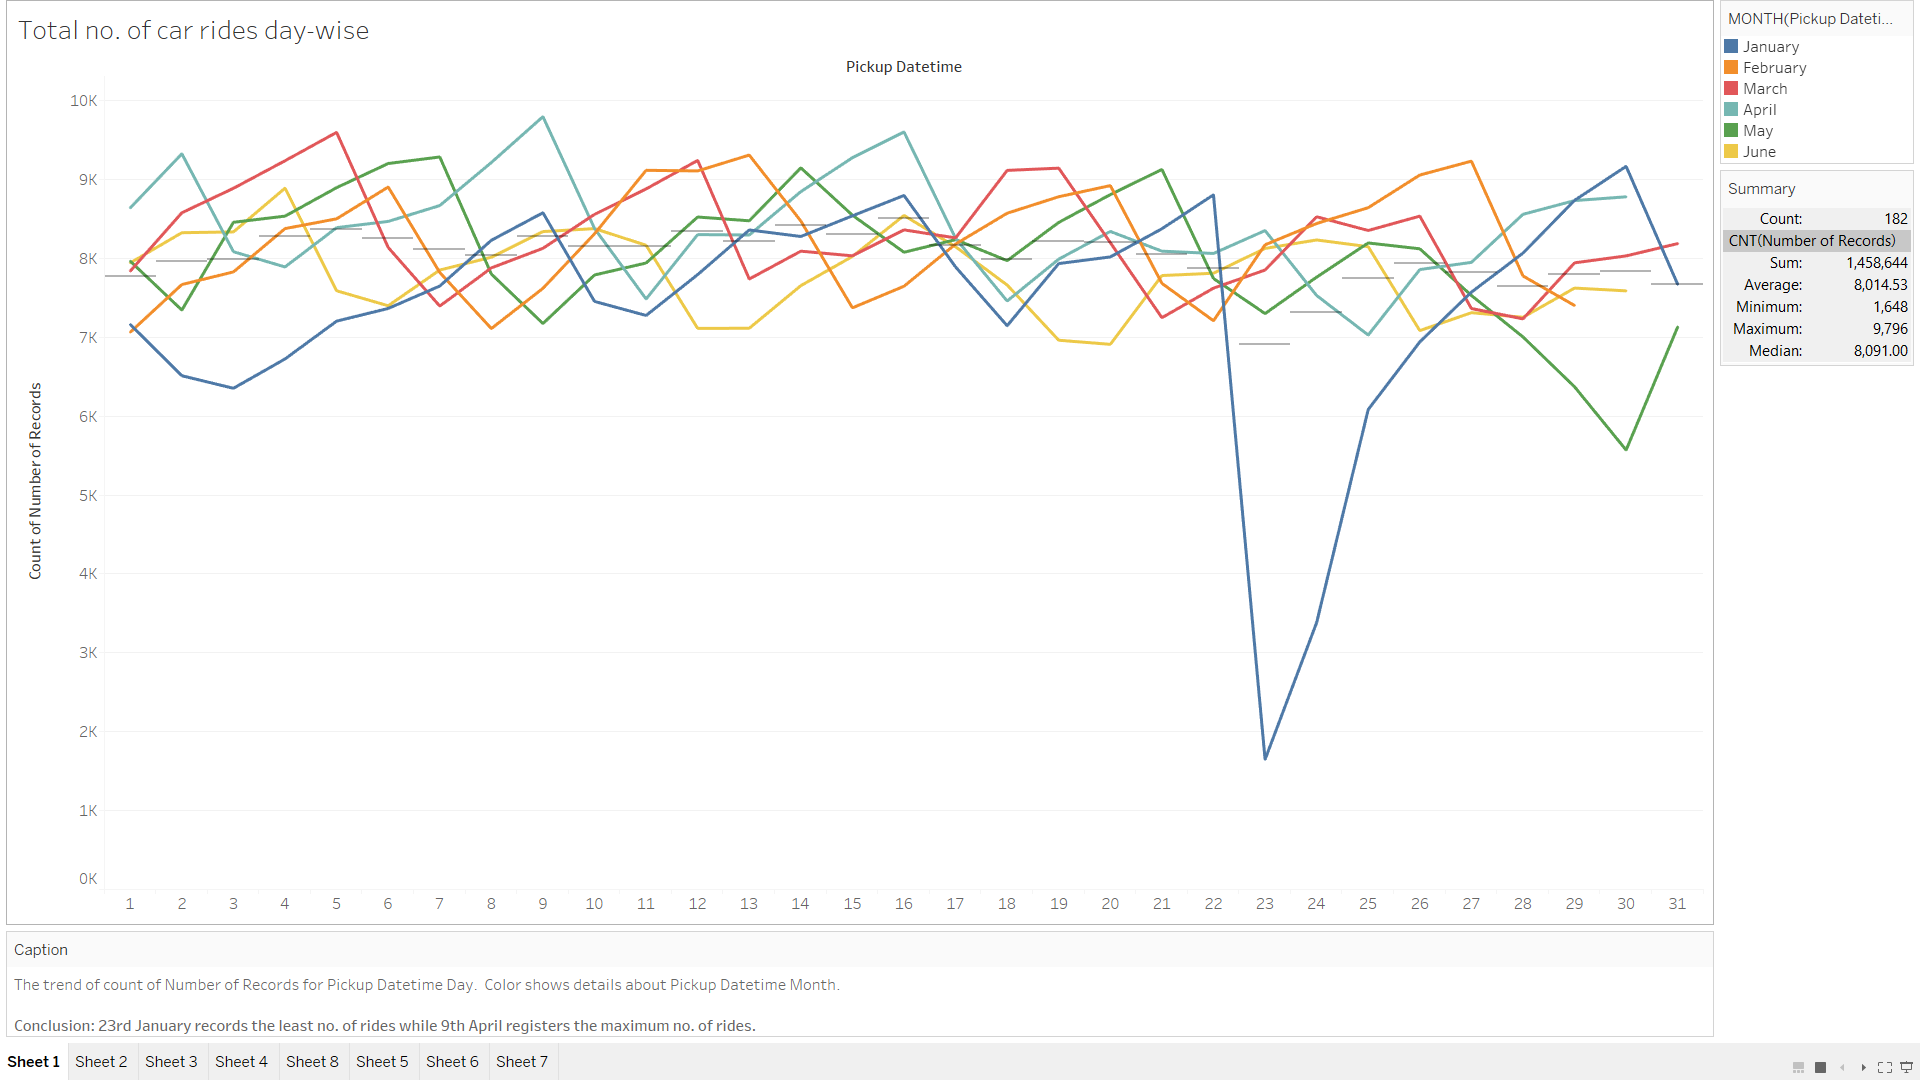 Total no. of car rides day-wise
Pickup Datetime
10K
9K
8K
7K
6K
5K
4K
3K
2K
1K
0K
Count of Number of Records
1 2 3 4 5 6 7 8 9 10 11 12 13 14 15 16 17 18 19 20 21 22 23 24 25 26 27 28 29 30 31
MONTH(Pickup Dateti...
January
February
March
April
May
June
Summary
Count: 182
CNT(Number of Records)
Sum: 1,458,644
Average: 8,014.53
Minimum: 1,648
Maximum: 9,796
Median: 8,091.00
Caption
The trend of count of Number of Records for Pickup Datetime Day.  Color shows details about Pickup Datetime Month.
Conclusion: 23rd January records the least no. of rides while 9th April registers the maximum no. of rides.
Sheet 1 Sheet 2 Sheet 3 Sheet 4 Sheet 8 Sheet 5 Sheet 6 Sheet 7